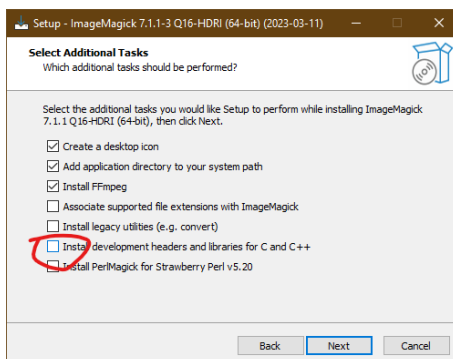 Setup - ImageMagick 7.1.1-3 Q16-HDRI (64-bit) (2023-03-11)
Select Additional Tasks
Which additional tasks should be performed?
Select the additional tasks you would like Setup to perform while installing ImageMagick
7.1.1 Q16-HDRI (64-bit), then click Next.
Create a desktop icon
Add application directory to your system path
Install FFmpeg
Associate supported file extensions with ImageMagick
Install legacy utilities (e.g. convert)
Install development headers and libraries for C and C++
Install PerlMagick for Strawberry Perl v5.20
Back Next Cancel